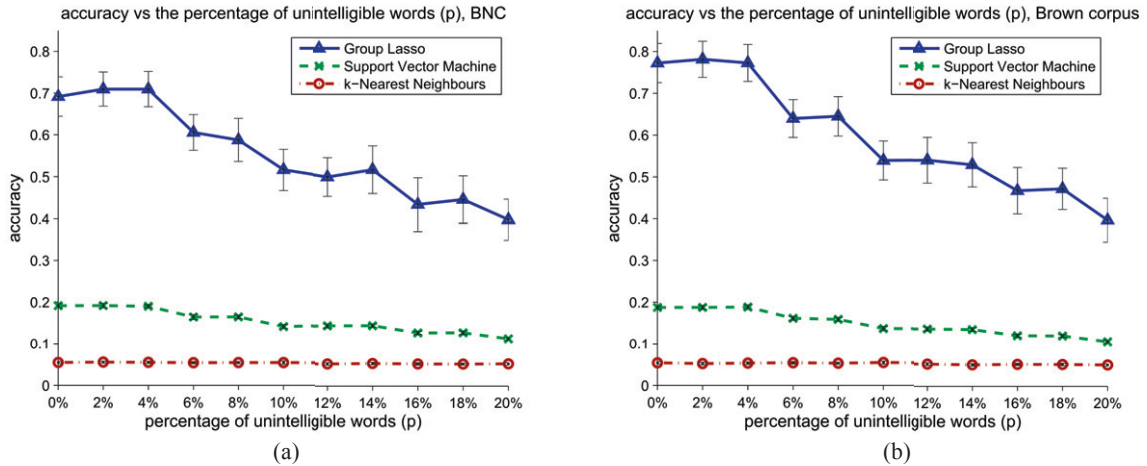 accuracy vs the percentage of unintelligible words (p), BNC
Group Lasso
Support Vector Machine
k-Nearest Neighbours
accuracy
0.8
0.7
0.6
0.5
0.4
0.3
0.2
0.1
0
0% 2% 4% 6% 8% 10% 12% 14% 16% 18% 20%
percentage of unintelligible words (p)
(a)
accuracy vs the percentage of unintelligible words (p), Brown corpus
Group Lasso
Support Vector Machine
k-Nearest Neighbours
accuracy
0.8
0.7
0.6
0.5
0.4
0.3
0.2
0.1
0
0% 2% 4% 6% 8% 10% 12% 14% 16% 18% 20%
percentage of unintelligible words (p)
(b)